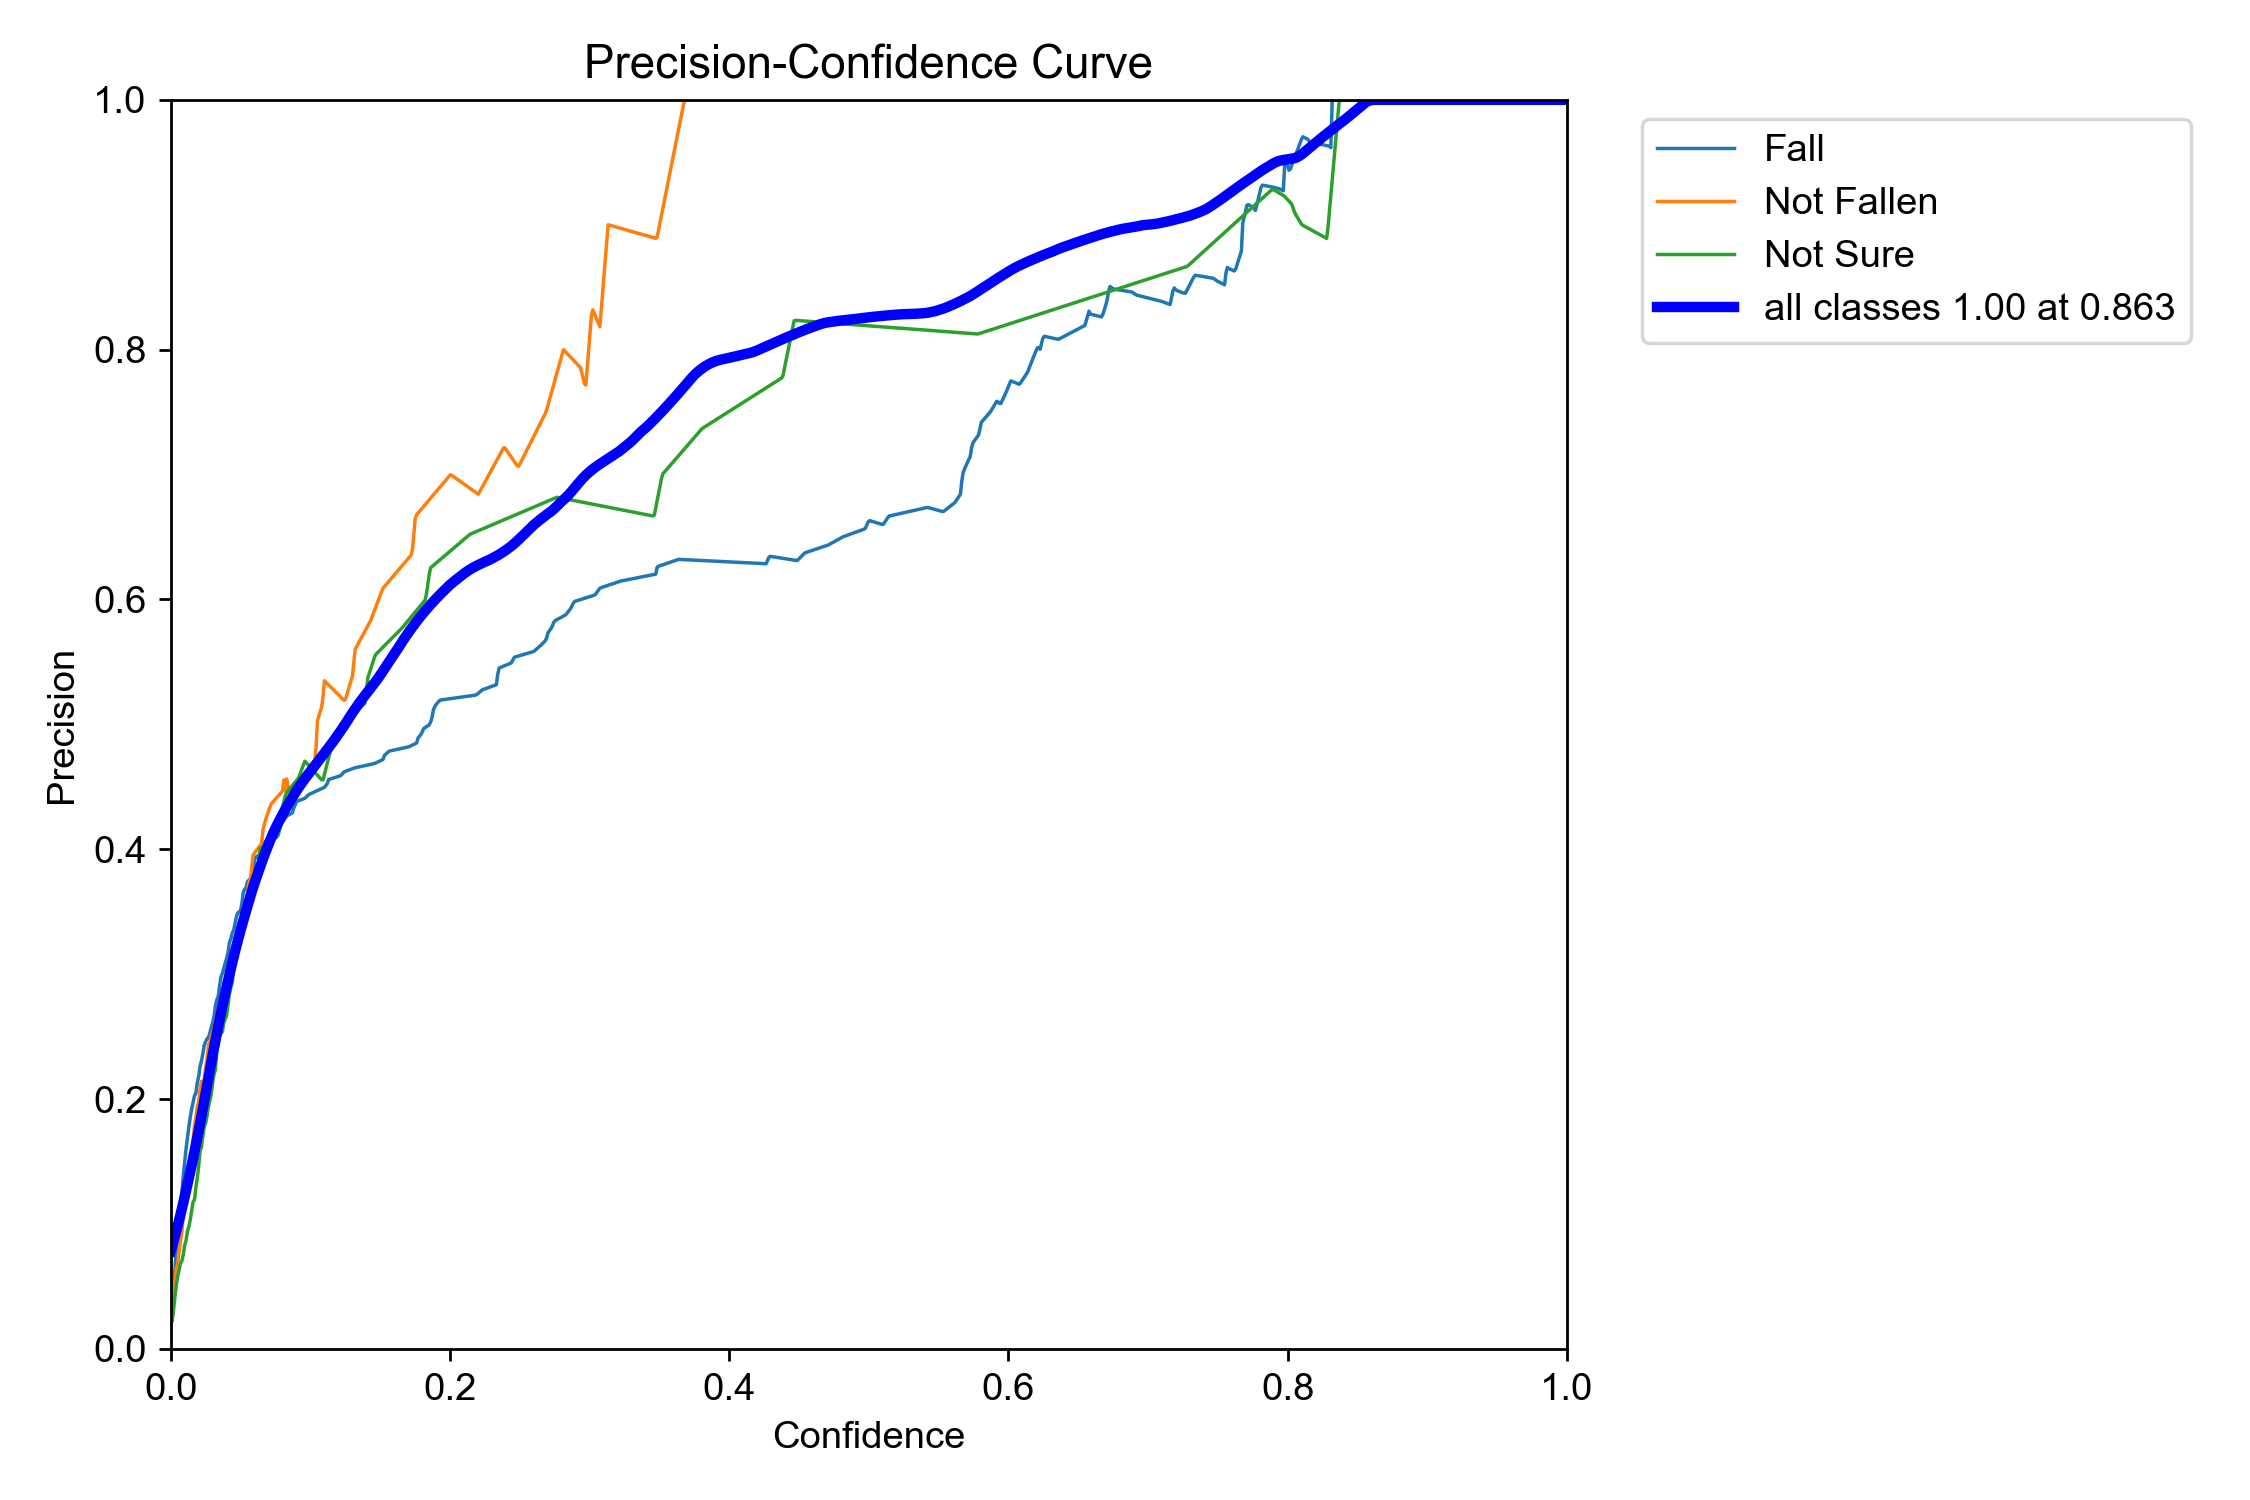 Precision-Confidence Curve
1.0
0.8
0.6
0.4
0.2
0.0
Precision
0.0 0.2 0.4 0.6 0.8 1.0
Confidence
Fall
Not Fallen
Not Sure
all classes 1.00 at 0.863